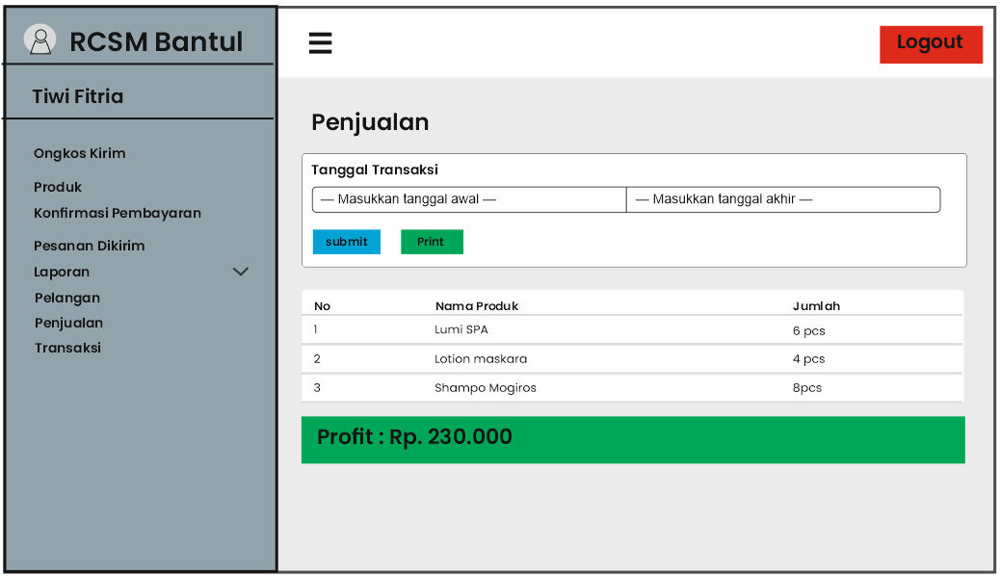 RCSM Bantul
Logout
Tiwi Fitria
Ongkos Kirim
Produk
Konfirmasi Pembayaran
Pesanan Dikirim
Laporan
Pelangan
Penjualan
Transaksi
Penjualan
Tanggal Transaksi
— Masukkan tanggal awal — — Masukkan tanggal akhir —
submit Print
No Nama Produk Jumlah
1 Lumi SPA 6 pcs
2 Lotion maskara 4 pcs
3 Shampo Mogiros 8pcs
Profit : Rp. 230.000